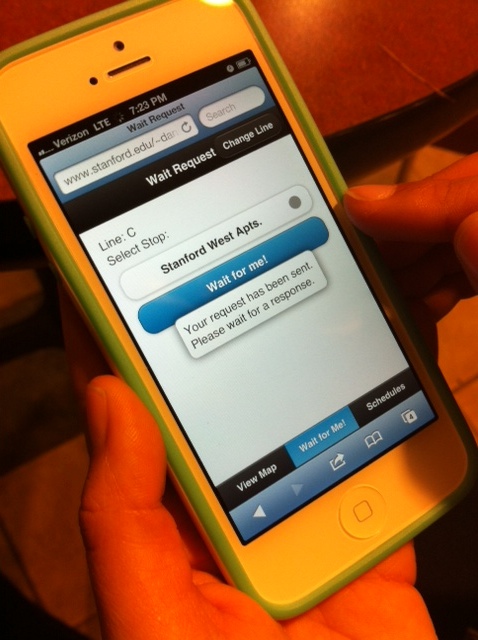 Verizon LTE 7:23 PM
Wait Request
www.stanford.edu/~da
Search
Wait Request
Change Line
Line: C
Select Stop:
Stanford West Apts.
Wait for me!
Your request has been sent.
Please wait for a response.
View Map
Wait for Me!
Schedules
4